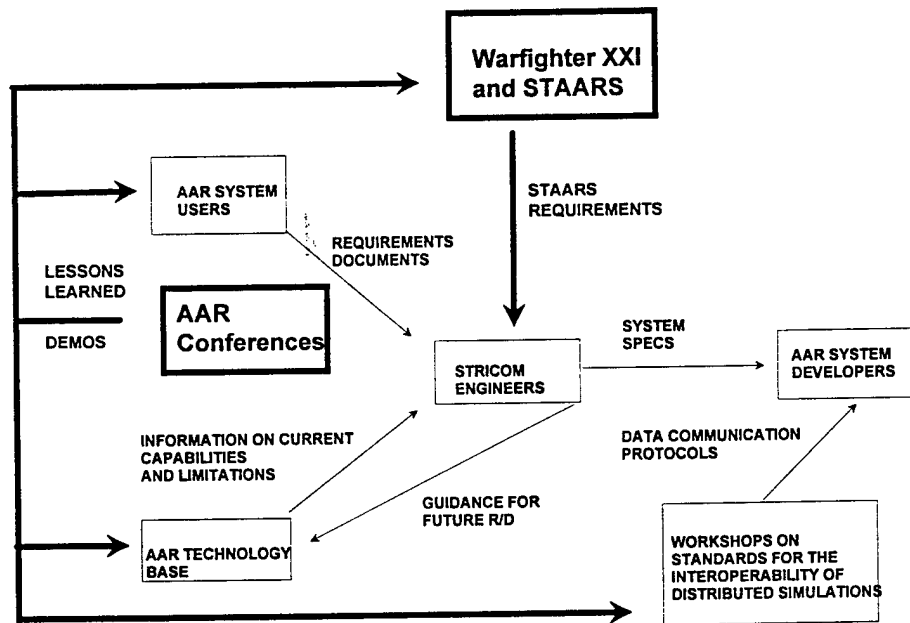 Warfighter XXI
and STAARS
AAR SYSTEM
USERS
STAARS
REQUIREMENTS
REQUIREMENTS
DOCUMENTS
LESSONS
LEARNED
DEMOS
AAR
Conferences
SYSTEM
SPECS
STRICOM
ENGINEERS
AAR SYSTEM
DEVELOPERS
INFORMATION ON CURRENT
CAPABILITIES
AND LIMITATIONS
DATA COMMUNICATION
PROTOCOLS
GUIDANCE FOR
FUTURE R/D
AAR TECHNOLOGY
BASE
WORKSHOPS ON
STANDARDS FOR THE
INTEROPERABILITY OF
DISTRIBUTED SIMULATIONS